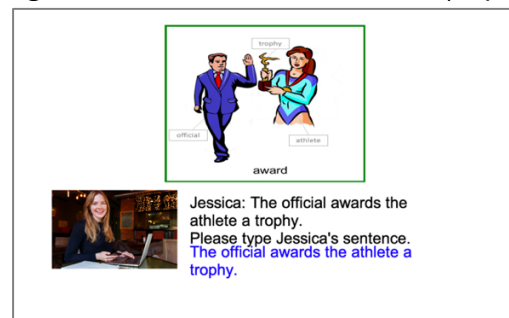 trophy
official
athlete
award
Jessica: The official awards the
athlete a trophy.
Please type Jessica's sentence.
The official awards the athlete a
trophy.